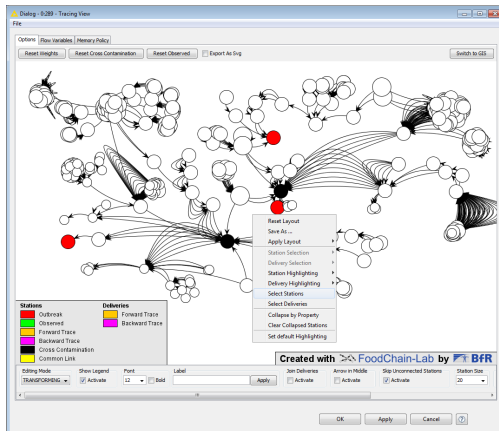 Dialog - 0:289 - Tracing View
File
Options Flow Variables Memory Policy
Reset Weights Reset Cross Contamination Reset Observed Export As Svg Switch to GIS
Reset Layout
Save As ...
Apply Layout
Station Selection
Delivery Selection
Station Highlighting
Delivery Highlighting
Select Stations
Select Deliveries
Collapse by Property
Clear Collapsed Stations
Set default Highlighting
Stations Deliveries
Outbreak Forward Trace
Observed Backward Trace
Forward Trace
Backward Trace
Cross Contamination
Common Link
Created with FoodChain-Lab by BfR
Editing Mode Show Legend Font Label Join Deliveries Arrow in Middle Skip Unconnected Stations Station Size
TRANSFORMING Activate 12 Bold Apply Activate Activate Activate 20
OK Apply Cancel ?